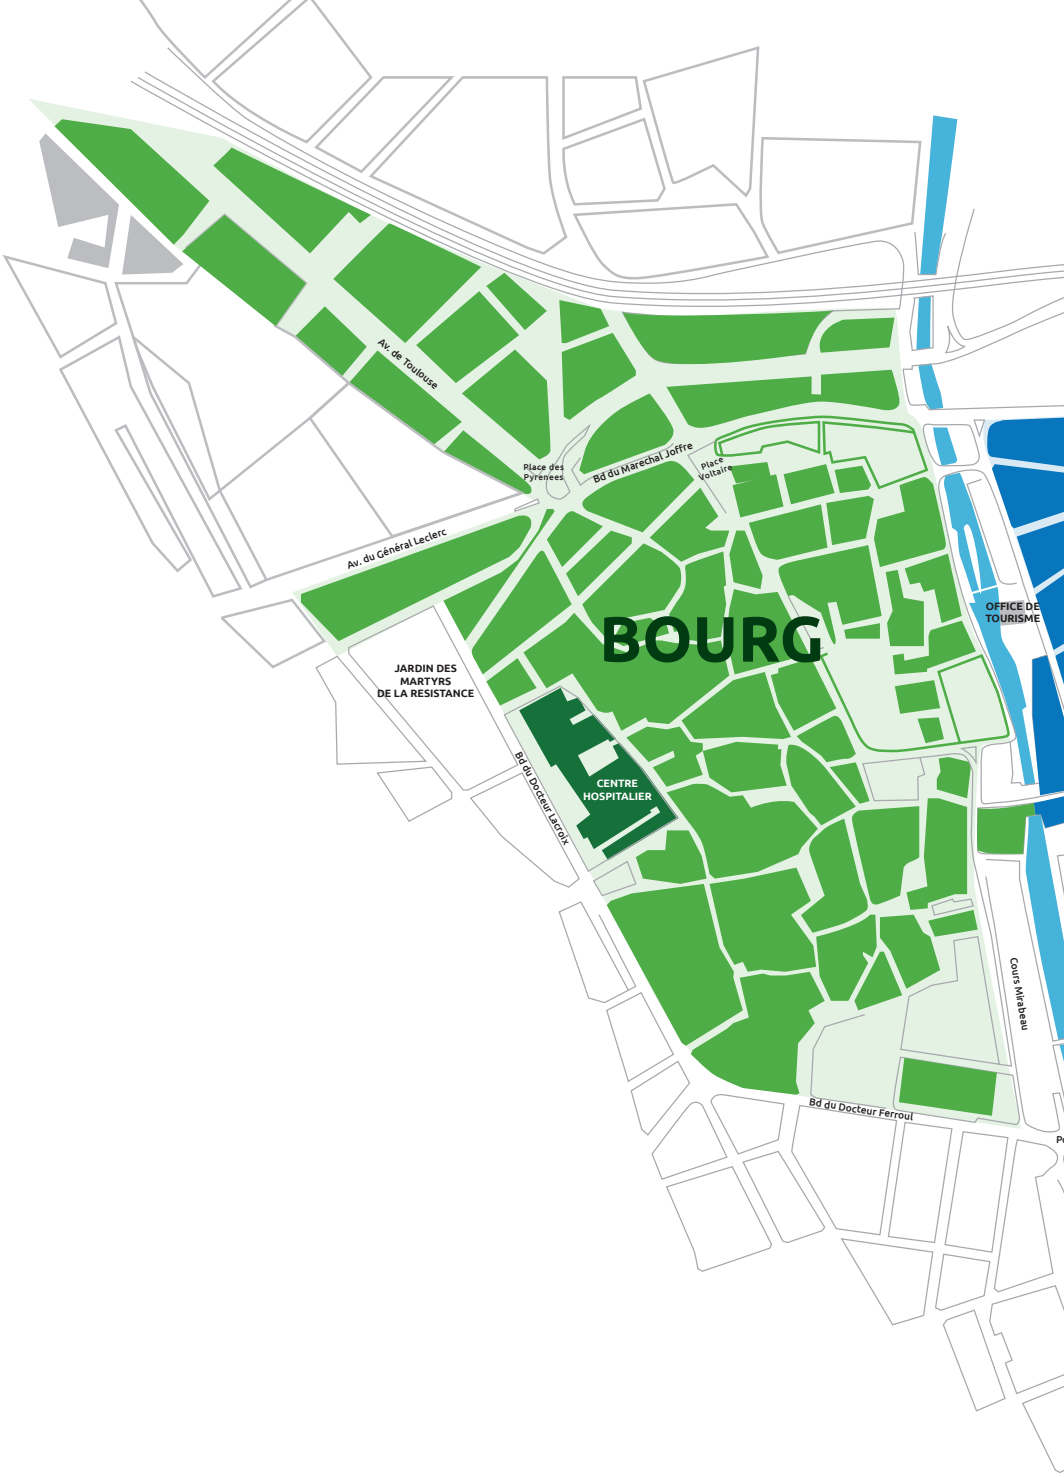 Av. de Toulouse
Place des
Pyrenees
Bd du Marechal Joffre
Place
Voltaire
Av. du Général Leclerc
OFFICE DE
TOURISME
BOURG
JARDIN DES
MARTYRS
DE LA RESISTANCE
Bd du Docteur Lacroix
CENTRE
HOSPITALIER
Cours Mirabeau
Bd du Docteur Ferroul